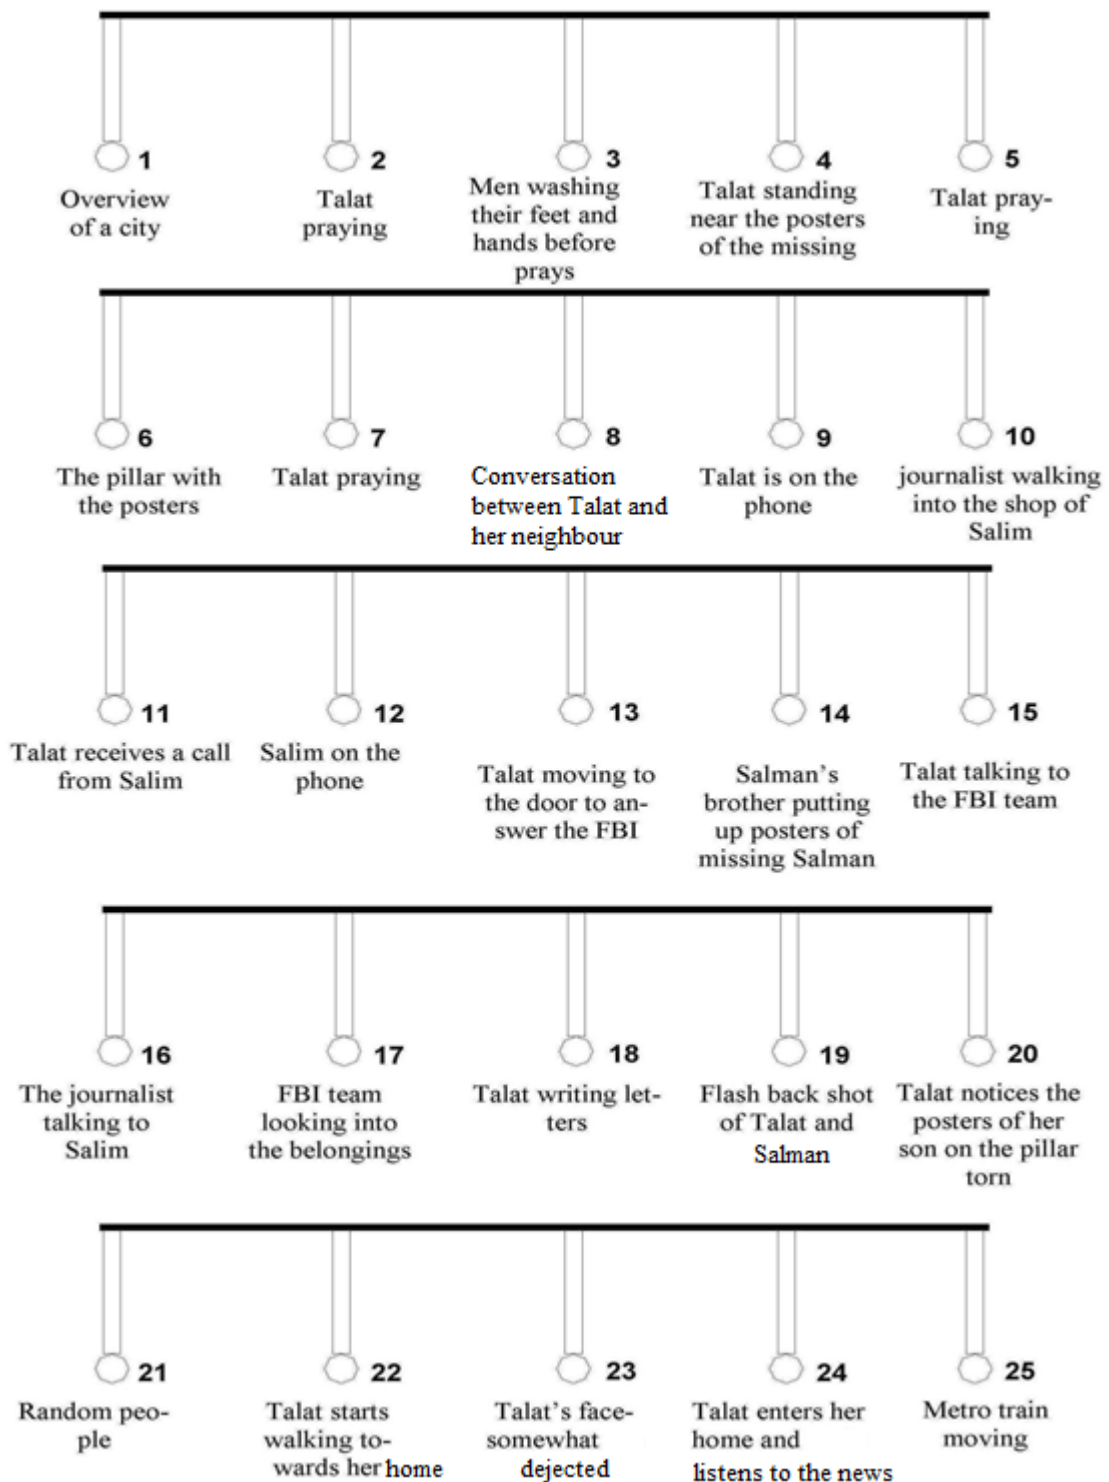 1
Overview
of a city
2
Talat
praying
3
Men washing
their feet and
hands before
prays
4
Talat standing
near the posters
of the missing
5
Talat pray-
ing
6
The pillar with
the posters
7
Talat praying
8
Conversation
between Talat and
her neighbour
9
Talat is on the
phone
10
journalist walking
into the shop of
Salim
11
Talat receives a call
from Salim
12
Salim on the
phone
13
Talat moving to
the door to an-
swer the FBI
14
Salman's
brother putting
up posters of
missing Salman
15
Talat talking to
the FBI team
16
The journalist
talking to
Salim
17
FBI team
looking into
the belongings
18
Talat writing let-
ters
19
Flash back shot
of Talat and
Salman
20
Talat notices the
posters of her
son on the pillar
torn
21
Random peo-
ple
22
Talat starts
walking to-
wards her home
23
Talat's face-
somewhat
dejected
24
Talat enters her
home and
listens to the news
25
Metro train
moving